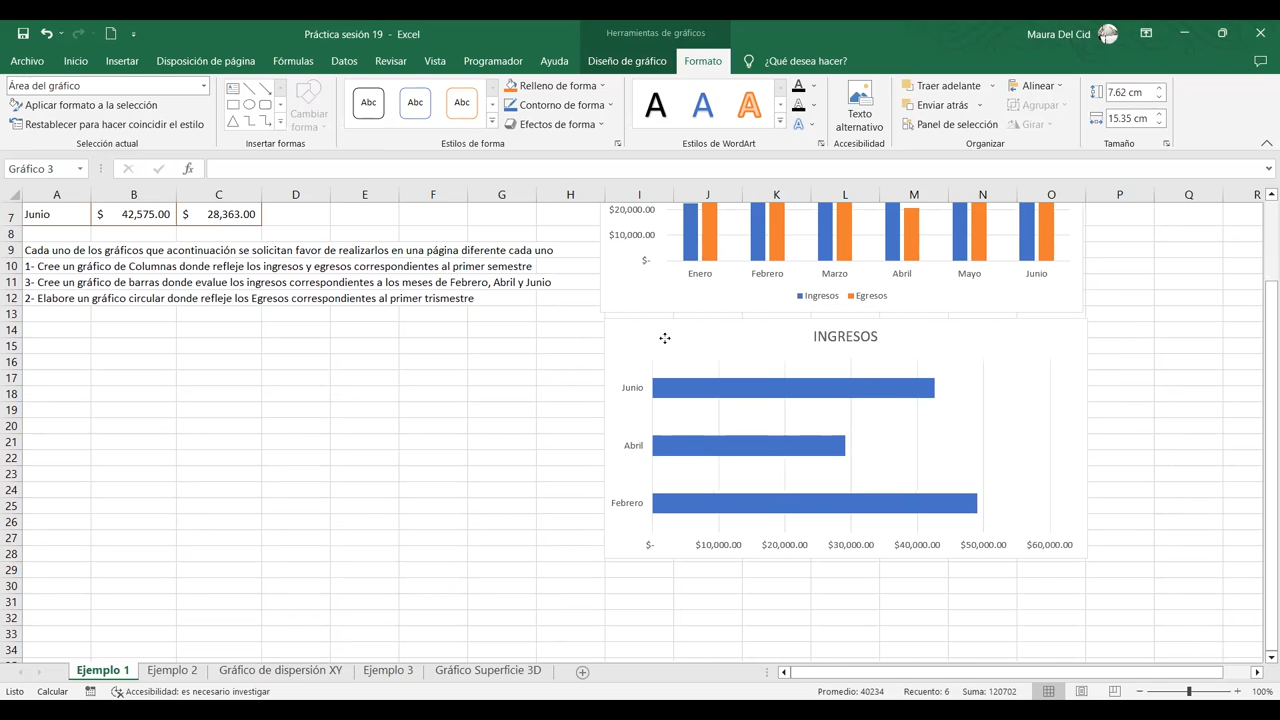 Práctica sesión 19 - Excel
Herramientas de gráficos
Maura Del Cid
Archivo Inicio Insertar Disposición de página Fórmulas Datos Revisar Vista Programador Ayuda Diseño de gráfico Formato ¿Qué desea hacer?
Área del gráfico
Aplicar formato a la selección
Restablecer para hacer coincidir el estilo
Selección actual
Cambiar forma
Insertar formas
Abc Abc Abc
Relleno de forma
Contorno de forma
Efectos de forma
Estilos de forma
A A A
Estilos de WordArt
Texto alternativo
Accesibilidad
Traer adelante
Enviar atrás
Panel de selección
Alinear
Agrupar
Girar
Organizar
7.62 cm
15.35 cm
Tamaño
Gráfico 3
fx
A B C D E F G H I J K L M N O P Q R
7 Junio $ 42,575.00 $ 28,363.00
8
9 Cada uno de los gráficos que acontinuación se solicitan favor de realizarlos en una página diferente cada uno
10 1- Cree un gráfico de Columnas donde refleje los ingresos y egresos correspondientes al primer semestre
11 3- Cree un gráfico de barras donde evalue los ingresos correspondientes a los meses de Febrero, Abril y Junio
12 2- Elabore un gráfico circular donde refleje los Egresos correspondientes al primer trismestre
13
14
15
16
17
18
19
20
21
22
23
24
25
26
27
28
29
30
31
32
33
34
$20,000.00
$10,000.00
$-
Enero Febrero Marzo Abril Mayo Junio
Ingresos Egresos
INGRESOS
Junio
Abril
Febrero
$- $10,000.00 $20,000.00 $30,000.00 $40,000.00 $50,000.00 $60,000.00
Ejemplo 1 Ejemplo 2 Gráfico de dispersión XY Ejemplo 3 Gráfico Superficie 3D
Listo Calcular Accesibilidad: es necesario investigar Promedio: 40234 Recuento: 6 Suma: 120702 100%